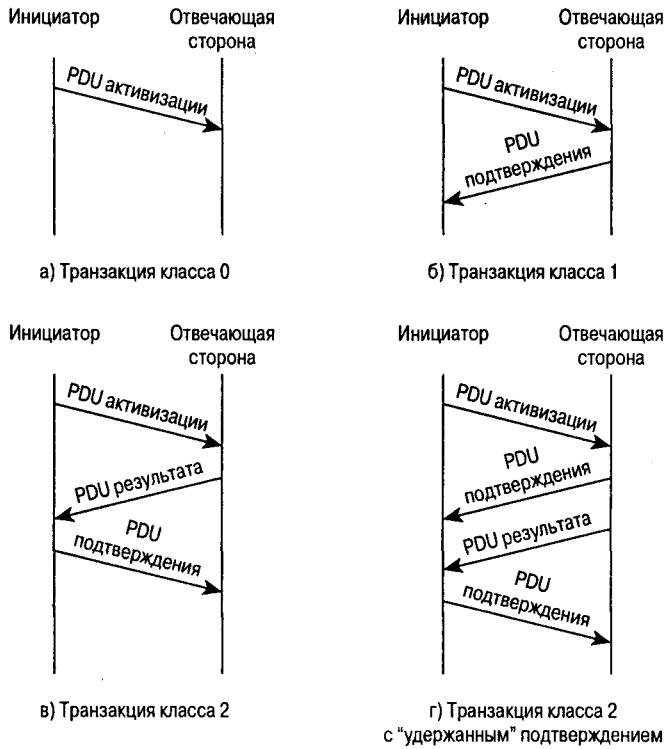 Инициатор
Отвечающая
сторона
PDU активизации
а) Транзакция класса 0
Инициатор
Отвечающая
сторона
PDU активизации
PDU
подтверждения
б) Транзакция класса 1
Инициатор
Отвечающая
сторона
PDU активизации
PDU результата
PDU
подтверждения
в) Транзакция класса 2
Инициатор
Отвечающая
сторона
PDU активизации
PDU
подтверждения
PDU результата
PDU
подтверждения
г) Транзакция класса 2
с "удержанным" подтверждением